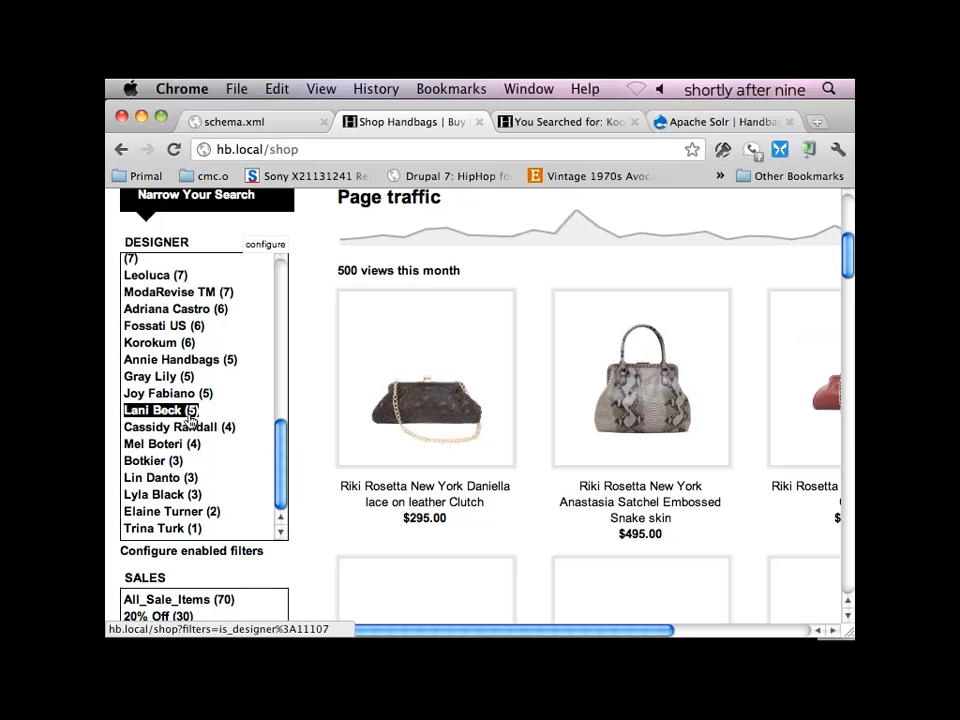 Chrome File Edit View History Bookmarks Window Help shortly after nine
schema.xml Shop Handbags | Buy You Searched for: Koo Apache Solr | Handbag
hb.local/shop
Primal cmc.o Sony X21131241 Re Drupal 7: HipHop fo Vintage 1970s Avoc » Other Bookmarks
Narrow Your Search
Page traffic
DESIGNER
configure
500 views this month
(7)
Leoluca (7)
ModaRevise TM (7)
Adriana Castro (6)
Fossati US (6)
Korokum (6)
Annie Handbags (5)
Gray Lily (5)
Joy Fabiano (5)
Lani Beck (5)
Cassidy Randall (4)
Mel Boteri (4)
Botkier (3)
Lin Danto (3)
Lyla Black (3)
Elaine Turner (2)
Trina Turk (1)
Configure enabled filters
SALES
All_Sale_Items (70)
20% Off (30)
Riki Rosetta New York Daniella
lace on leather Clutch
$295.00
Riki Rosetta New York
Anastasia Satchel Embossed
Snake skin
$495.00
Riki Rosetta
$
hb.local/shop?filters=is_designer%3A11107